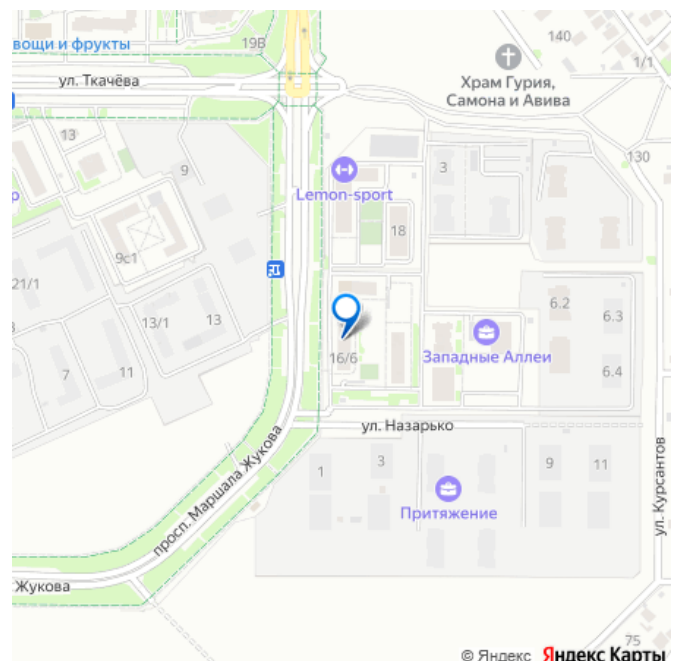 вощи и фрукты
19В
140
1/1
ул. Ткачёва
Храм Гурия,
Самона и Авива
13
9
3
130
Lemon-sport
р
18
9с1
21/1
13/1
13
6.2
6.3
16/6
Западные Аллеи
7
11
6.4
ул. Назарько
1
3
9
11
просп. Маршала Жукова
Притяжение
ул. Курсантов
Жукова
75
© Яндекс Яндекс Карты